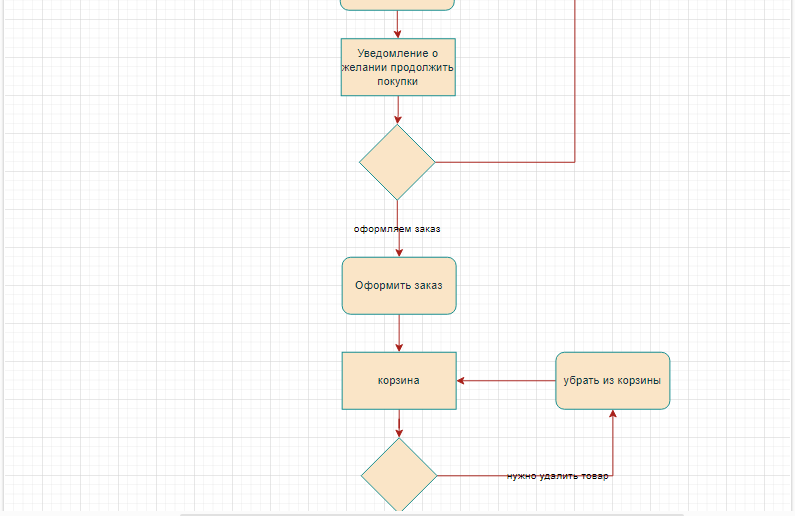 Уведомление о
желании продолжить
покупки
оформляем заказ
Оформить заказ
корзина
убрать из корзины
нужно удалить товар